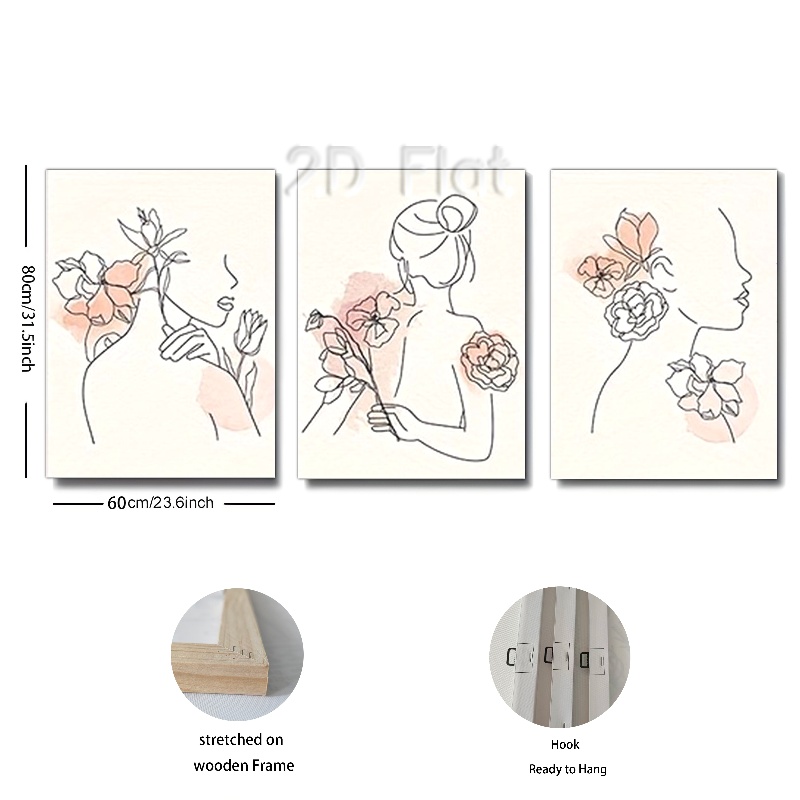 2D Flat
80cm/31.5inch
60cm/23.6inch
stretched on
wooden Frame
Hook
Ready to Hang